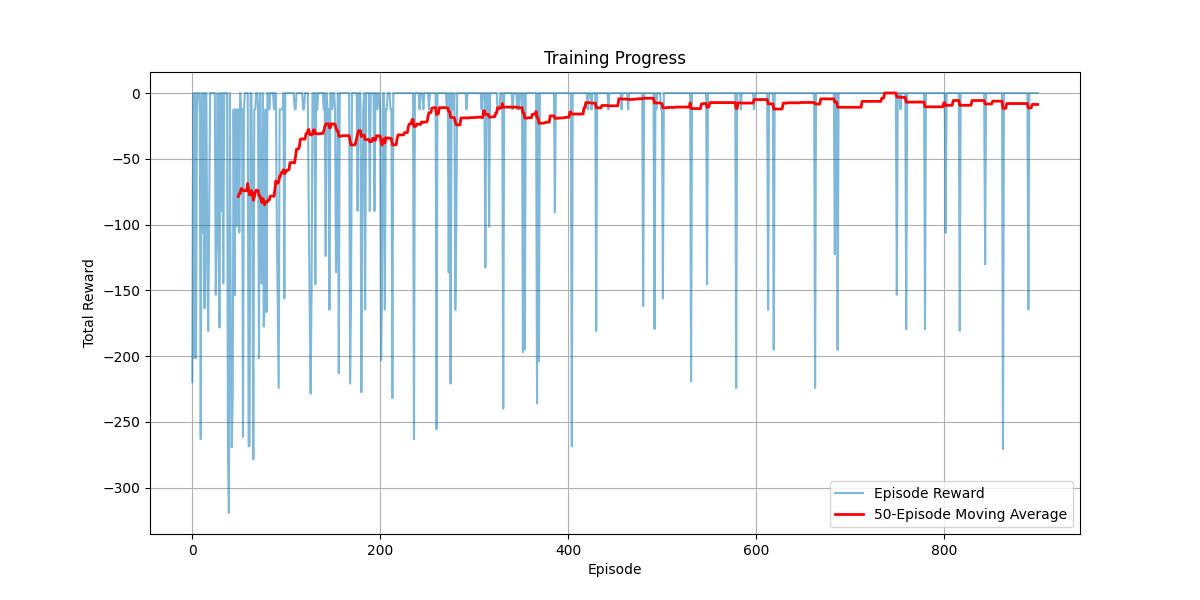 Training Progress
Total Reward
0
−50
−100
−150
−200
−250
−300
0
200
400
600
800
Episode
Episode Reward
50-Episode Moving Average